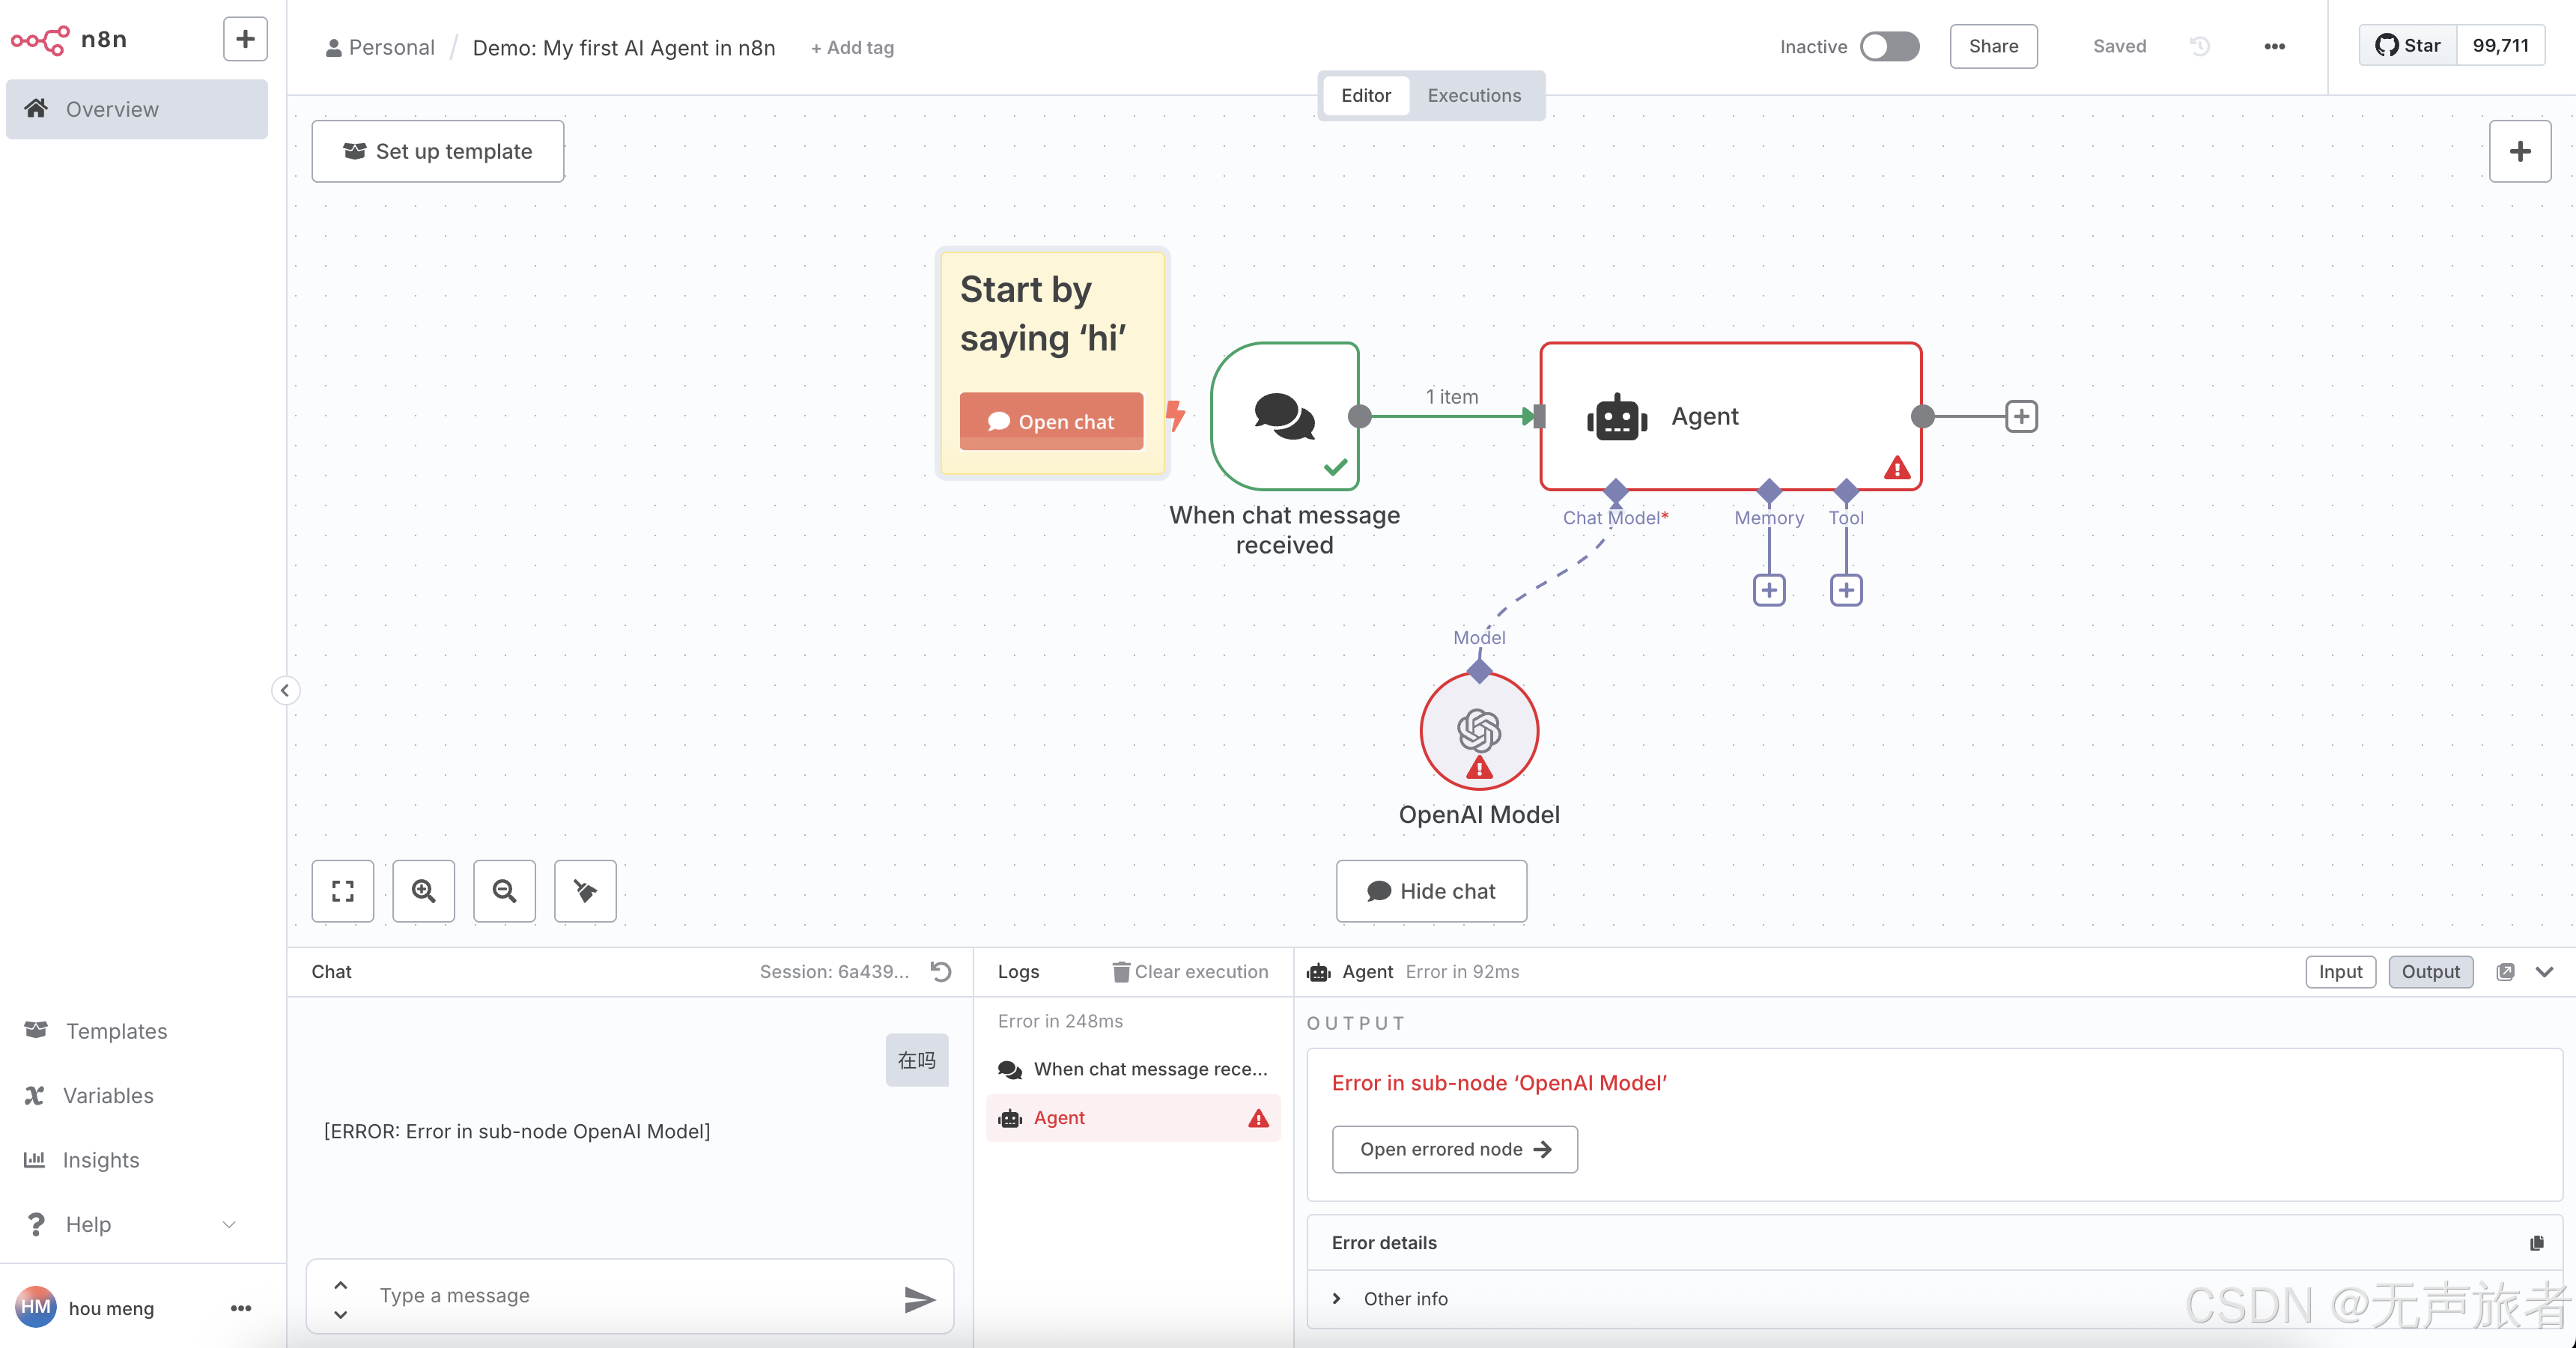 n8n
Personal / Demo: My first AI Agent in n8n + Add tag
Inactive
Share
Saved
Star 99,711
Editor Executions
Overview
Set up template
Start by
saying ‘hi’
Open chat
1 item
Agent
When chat message
received
Chat Model*
Memory
Tool
Model
OpenAI Model
Hide chat
Templates
Variables
Insights
Help
HM hou meng
Chat
Session: 6a439...
在吗
[ERROR: Error in sub-node OpenAI Model]
Type a message
Logs
Clear execution
Error in 248ms
When chat message rece...
Agent
Agent Error in 92ms
Input Output
OUTPUT
Error in sub-node ‘OpenAI Model’
Open errored node
Error details
Other info
CSDN @无声旅者